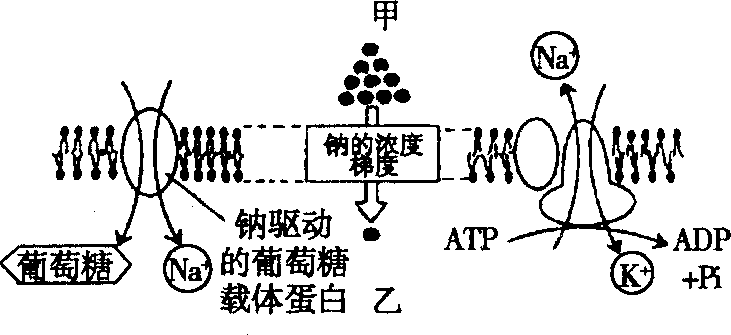 甲
Na⁺
钠的浓度
梯度
钠驱动
的葡萄糖
载体蛋白
乙
葡萄糖
Na⁺
ATP
ADP
+Pi
K⁺